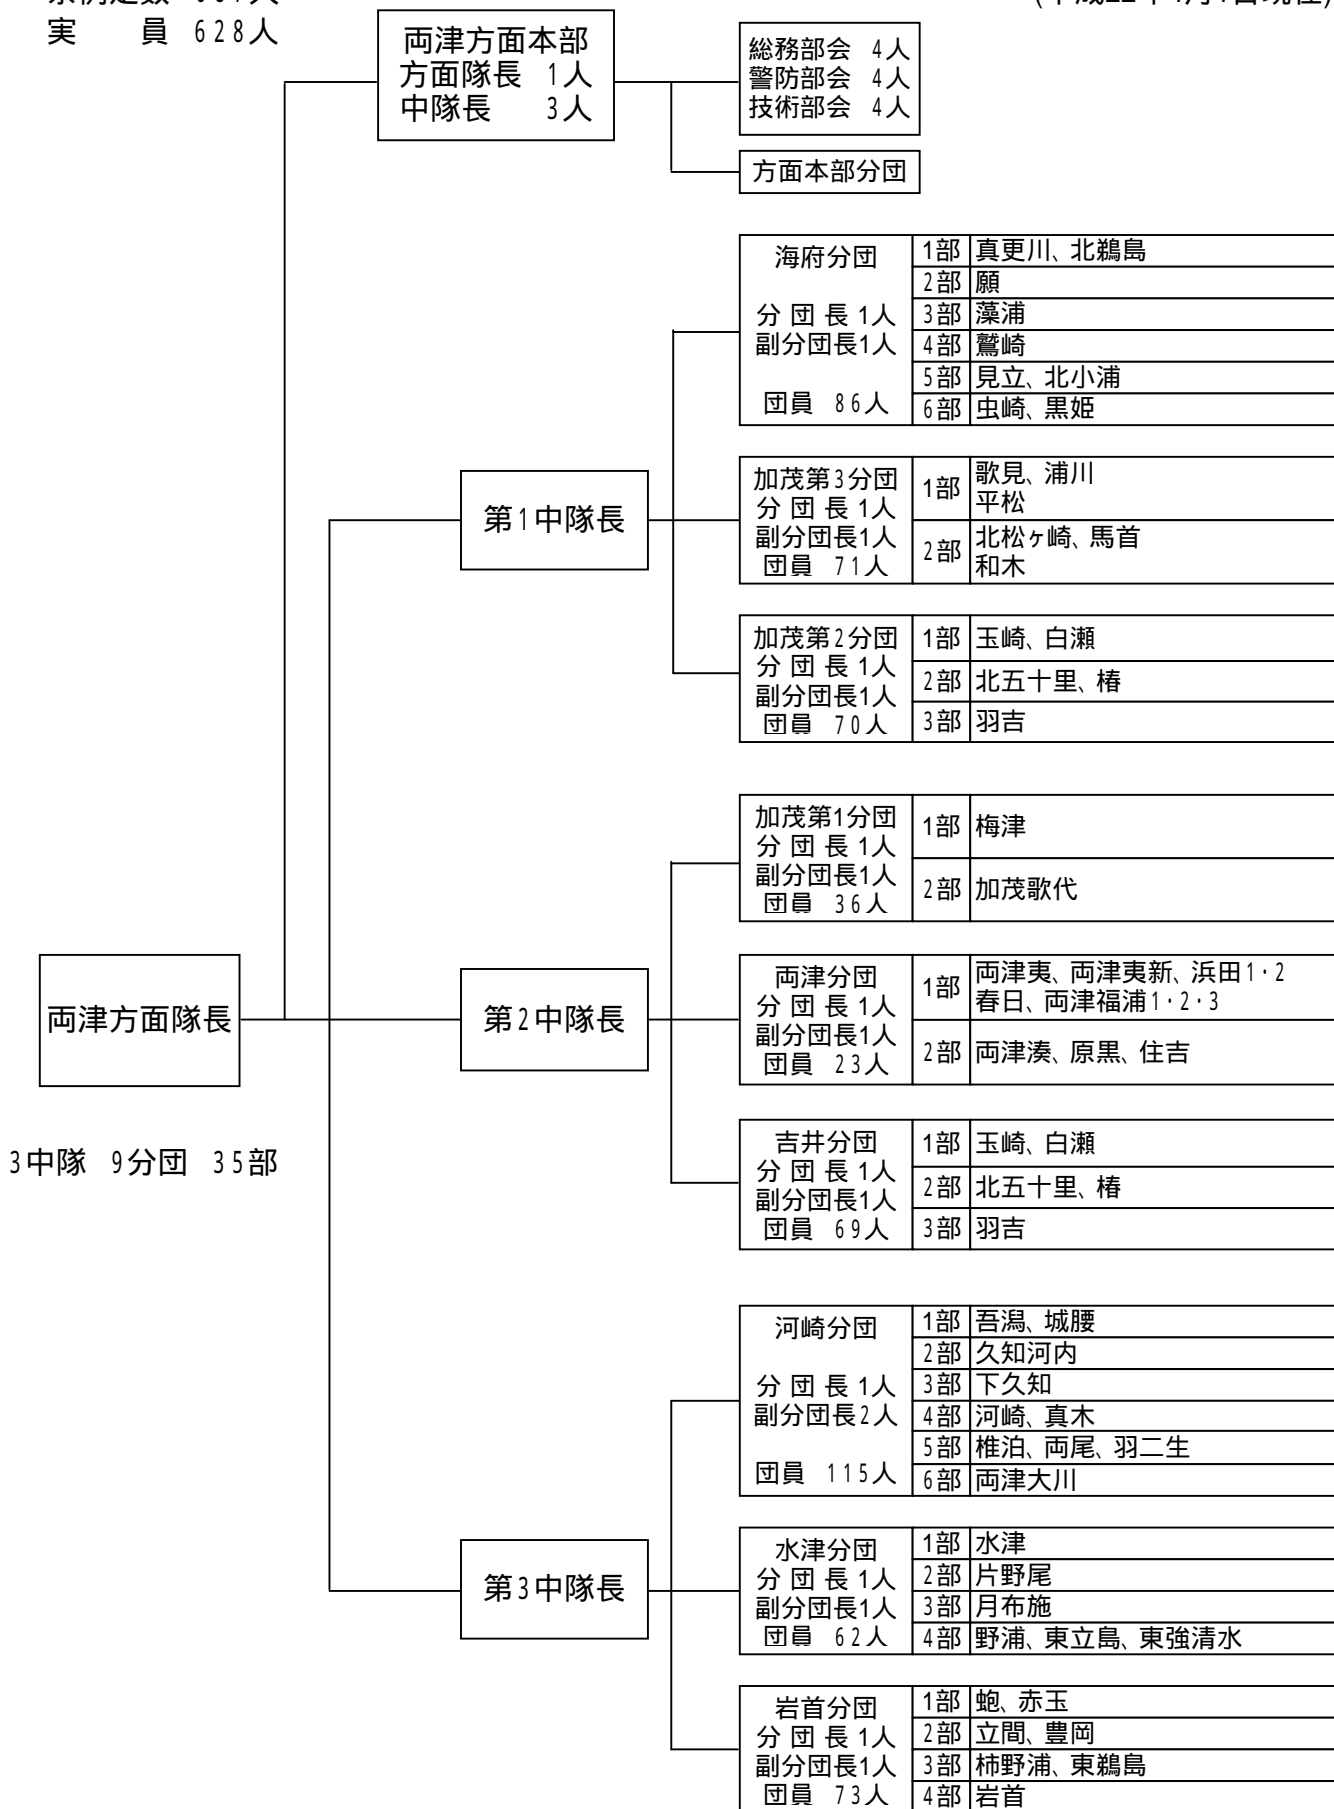 実　　員 628人
両津方面本部
方面隊長 1人
中隊長 3人
総務部会 4人
警防部会 4人
技術部会 4人
方面本部分団
海府分団
分団長1人
副分団長1人
団員 86人
1部 真更川、北鵜島
2部 願
3部 藻浦
4部 鷲崎
5部 見立、北小浦
6部 虫崎、黒姫
第1中隊長
加茂第3分団
分団長1人
副分団長1人
団員 71人
1部 歌見、浦川
平松
2部 北松ヶ崎、馬首
和木
加茂第2分団
分団長1人
副分団長1人
団員 70人
1部 玉崎、白瀬
2部 北五十里、椿
3部 羽吉
加茂第1分団
分団長1人
副分団長1人
団員 36人
1部 梅津
2部 加茂歌代
両津方面隊長
3中隊 9分団 35部
第2中隊長
両津分団
分団長1人
副分団長1人
団員 23人
1部 両津夷、両津夷新、浜田1・2
春日、両津福浦1・2・3
2部 両津湊、原黒、住吉
吉井分団
分団長1人
副分団長1人
団員 69人
1部 玉崎、白瀬
2部 北五十里、椿
3部 羽吉
河崎分団
分団長1人
副分団長2人
団員 115人
1部 吾潟、城腰
2部 久知河内
3部 下久知
4部 河崎、真木
5部 椎泊、両尾、羽二生
6部 両津大川
第3中隊長
水津分団
分団長1人
副分団長1人
団員 62人
1部 水津
2部 片野尾
3部 月布施
4部 野浦、東立島、東強清水
岩首分団
分団長1人
副分団長1人
団員 73人
1部 蚫、赤玉
2部 立間、豊岡
3部 柿野浦、東鵜島
4部 岩首